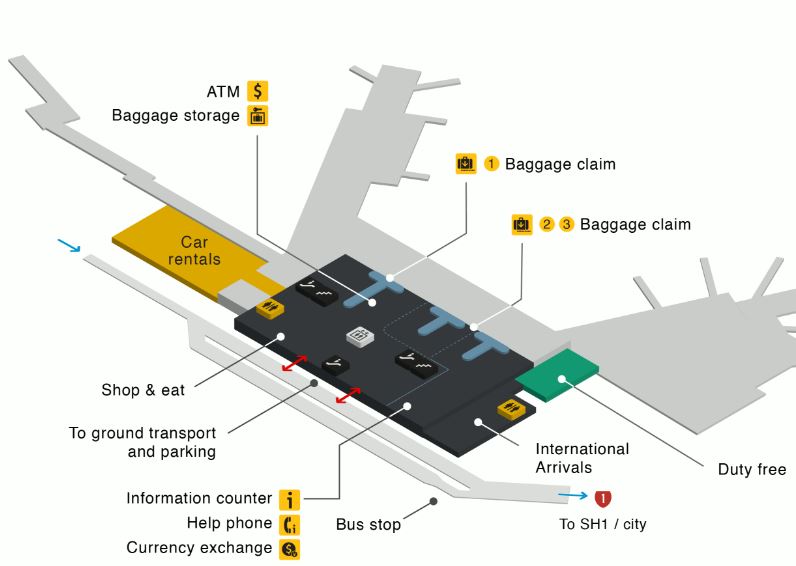 ATM $
Baggage storage
1 Baggage claim
2 3 Baggage claim
Car
rentals
Shop & eat
To ground transport
and parking
International
Arrivals
Duty free
Information counter i
Help phone i
Currency exchange $
Bus stop
1
To SH1 / city